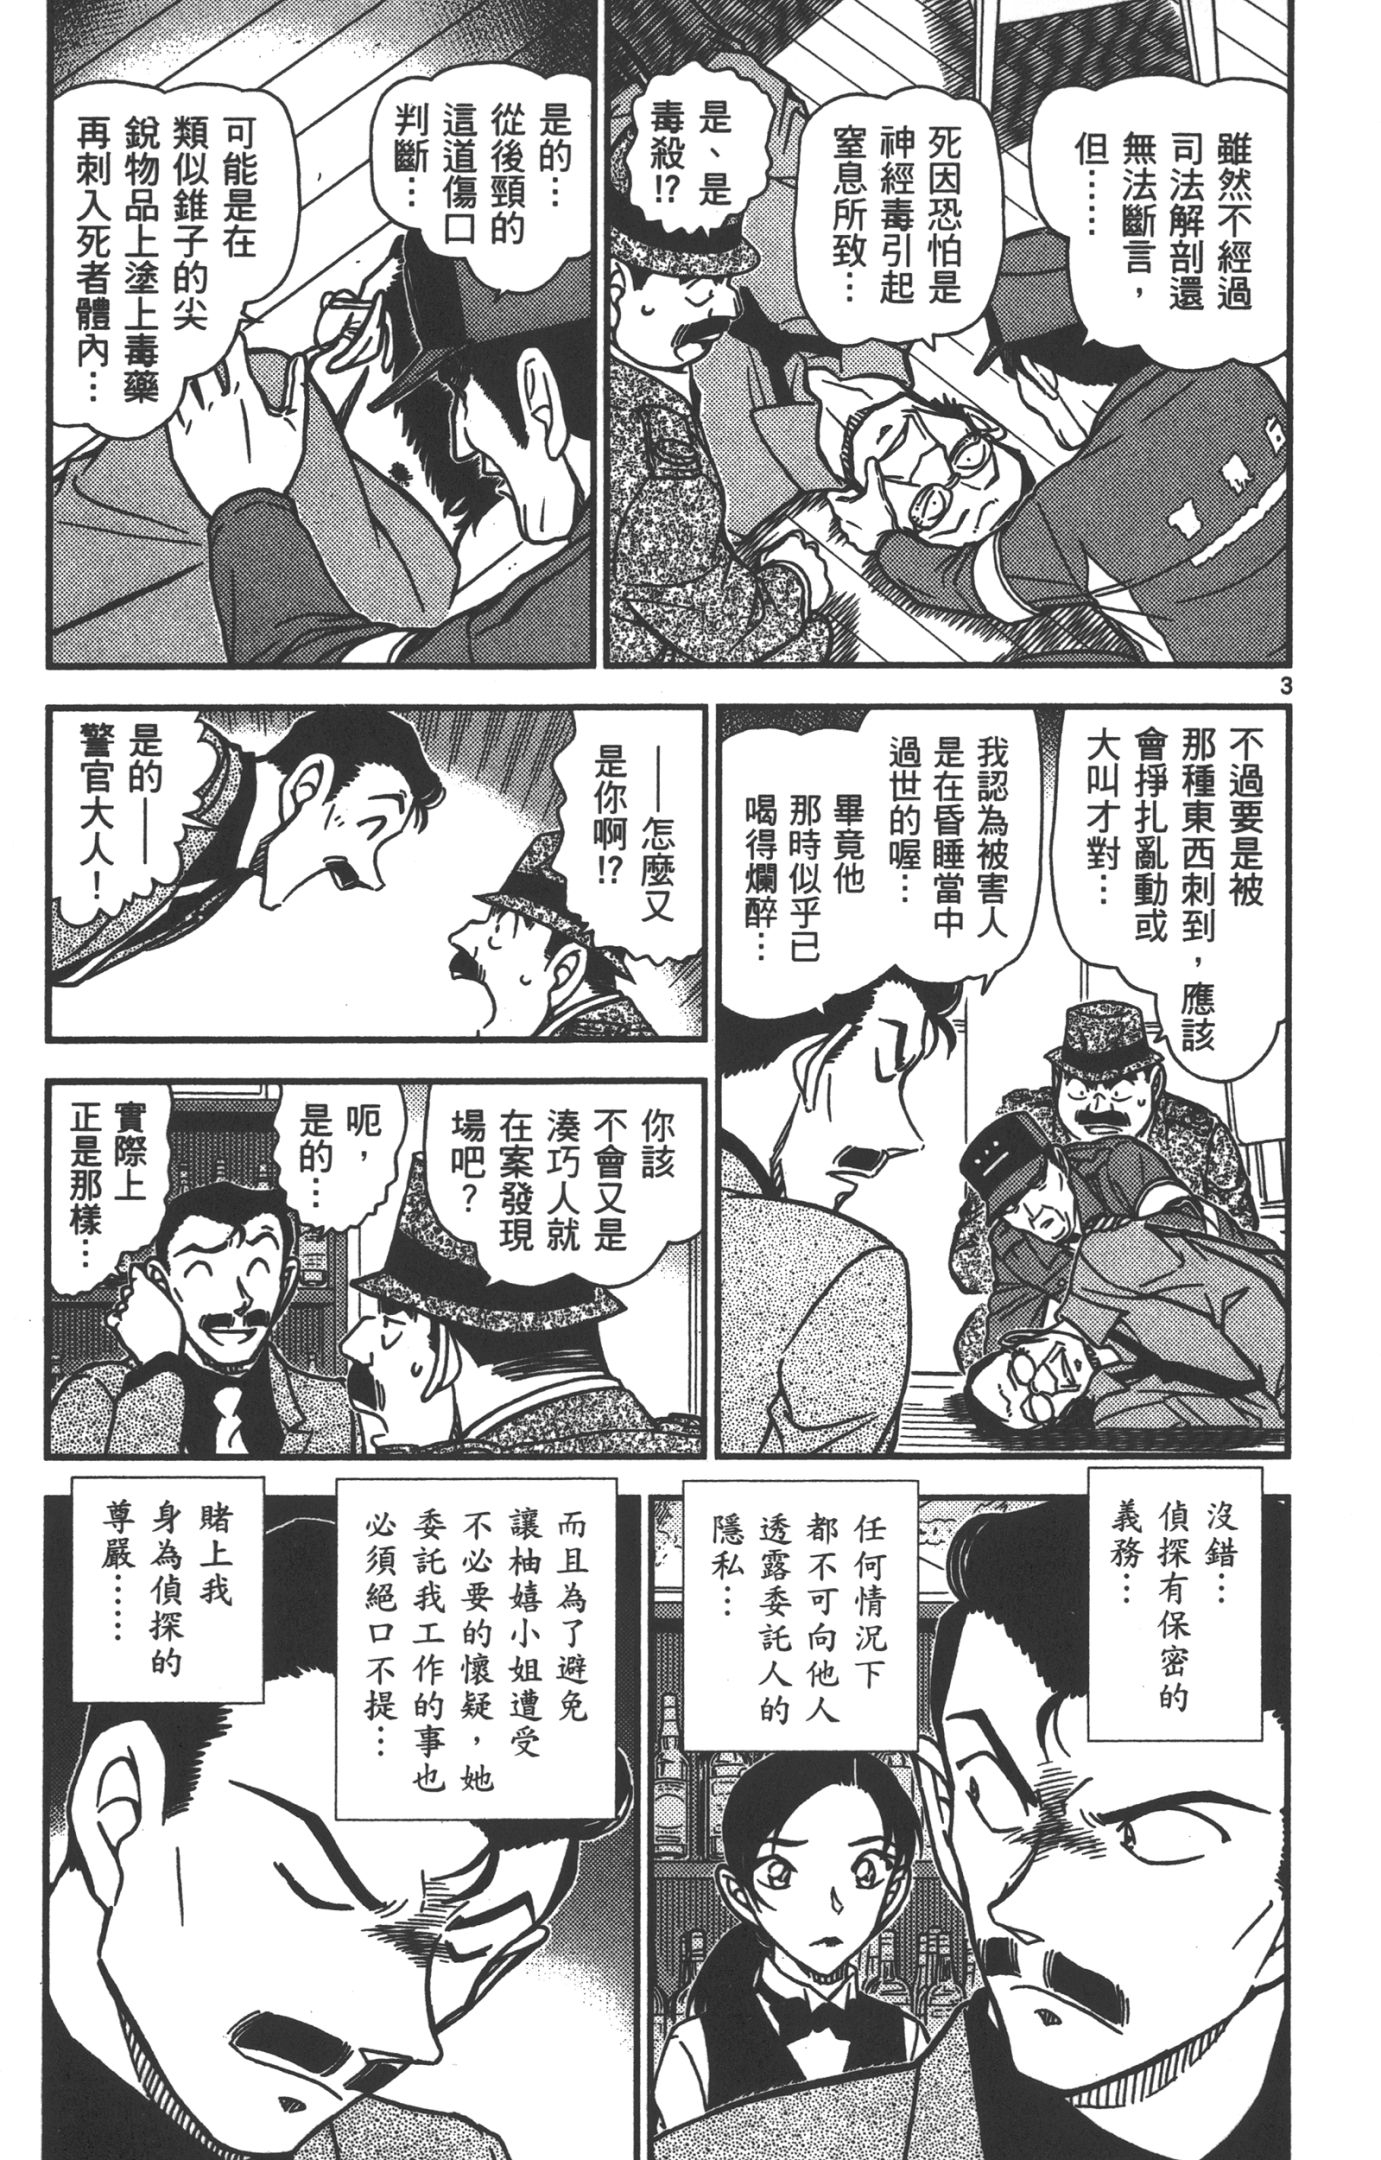 雖然不經過
司法解剖還
無法斷言，
但……
死因恐怕是
神經毒引起
窒息所致…
是、是
毒殺!?
是的…
從後頸的
這道傷口
判斷…
可能是在
類似錐子的尖
銳物品上塗上毒藥
再刺入死者體內…
3
不過要是被
那種東西刺到，應該
會掙扎亂動或
大叫才對…
我認為被害人
是在昏睡當中
過世的喔…
畢竟他
那時似乎已
喝得爛醉…
——怎麼又
是你啊!?
是的——
警官大人！
你該
不會又是
湊巧人就
在案發現
場吧？
呃，
是的…
實際上
正是那樣…
沒錯…
偵探有保密的
義務…
任何情況下
都不可向他人
透露委託人的
隱私…
而且為了避免
讓柚嬉小姐遭受
不必要的懷疑，她
委託我工作的事也
必須絕口不提…
賭上我
身為偵探的
尊嚴……